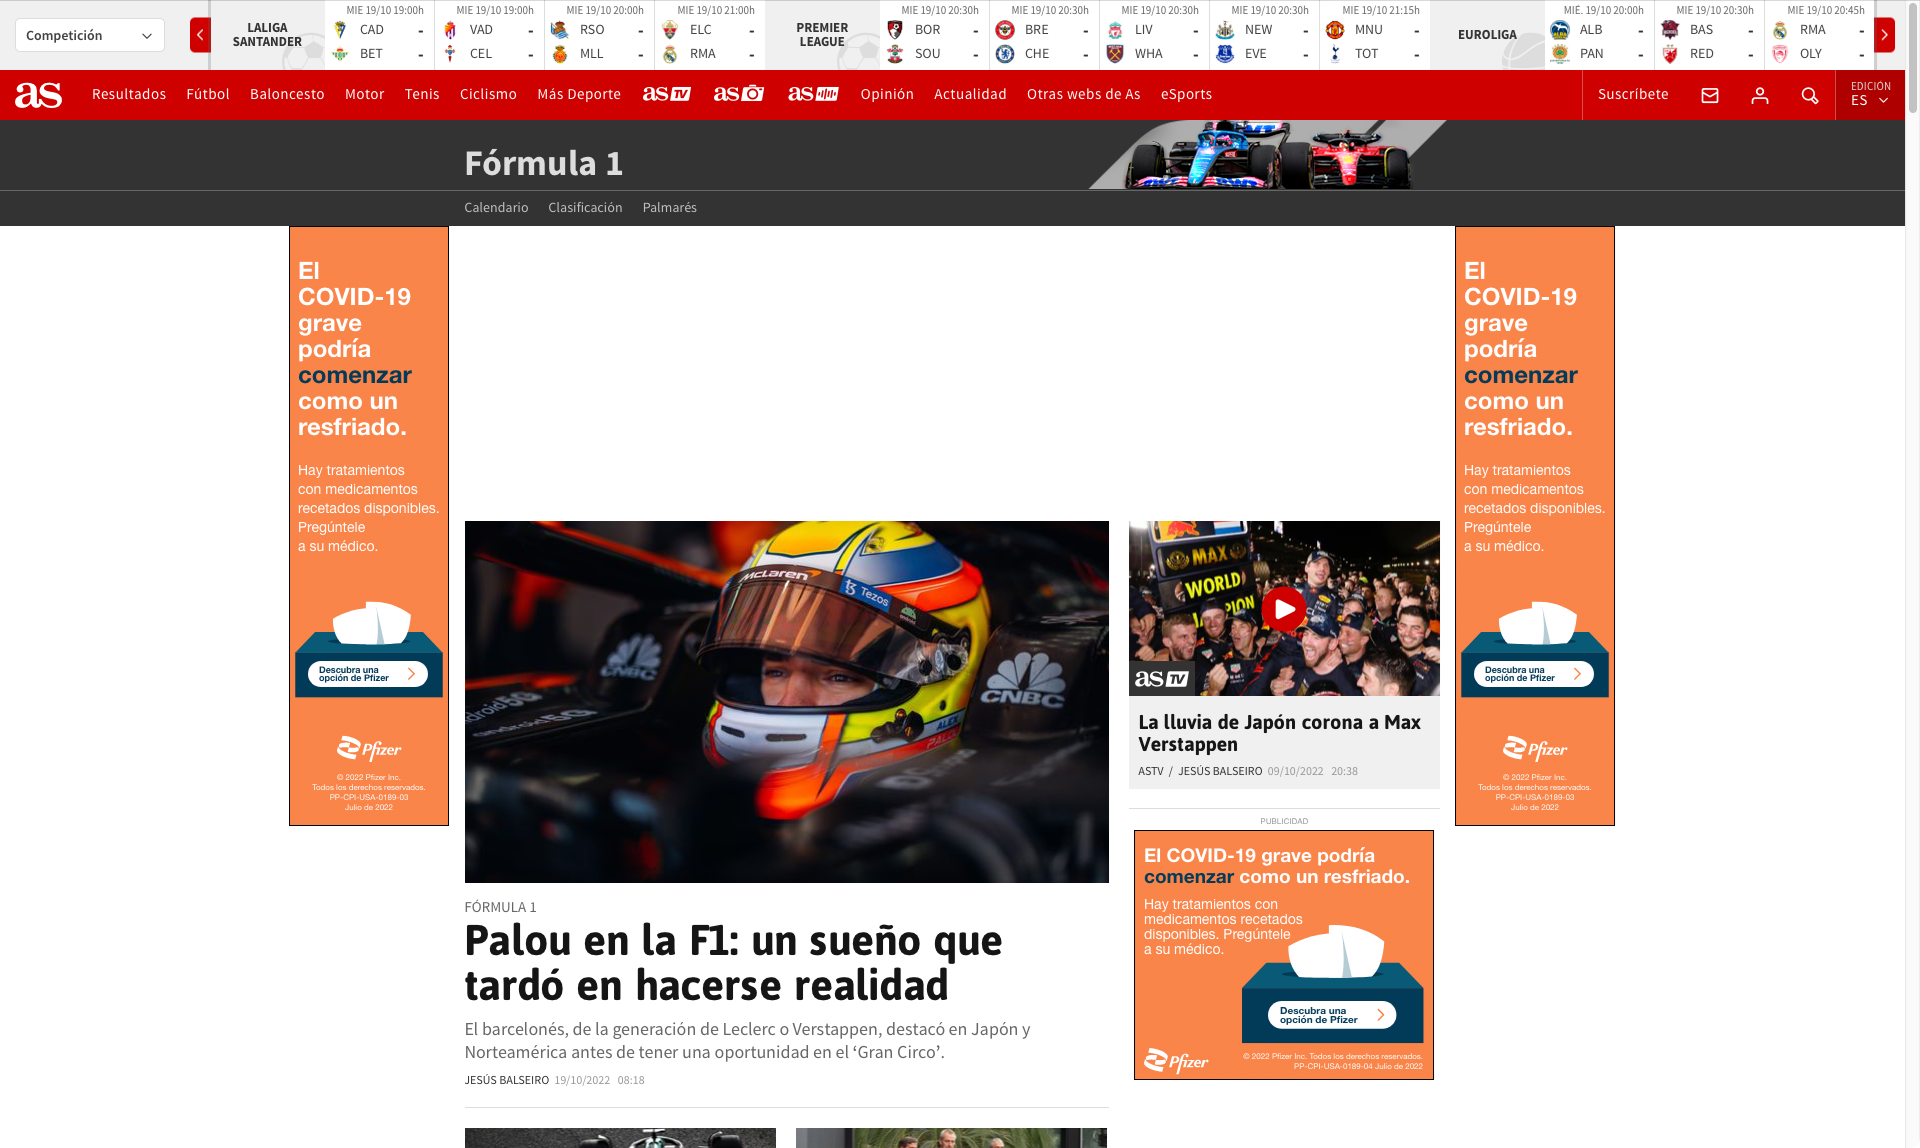 Competición
LALIGA SANTANDER
MIE 19/10 19:00h
CAD -
BET -
MIE 19/10 19:00h
VAD -
CEL -
MIE 19/10 20:00h
RSO -
MLL -
MIE 19/10 21:00h
ELC -
RMA -
PREMIER LEAGUE
MIE 19/10 20:30h
BOR -
SOU -
MIE 19/10 20:30h
BRE -
CHE -
MIE 19/10 20:30h
LIV -
WHA -
MIE 19/10 20:30h
NEW -
EVE -
MIE 19/10 21:15h
MNU -
TOT -
EUROLIGA
MIÉ. 19/10 20:00h
ALB -
PAN -
MIE 19/10 20:30h
BAS -
RED -
MIE 19/10 20:45h
RMA -
OLY -
as Resultados Fútbol Baloncesto Motor Tenis Ciclismo Más Deporte as TV as as Opinión Actualidad Otras webs de As eSports Suscríbete
EDICIÓN
ES
Fórmula 1
Calendario Clasificación Palmarés
El
COVID-19
grave
podría
comenzar
como un
resfriado.
Hay tratamientos
con medicamentos
recetados disponibles.
Pregúntele
a su médico.
Descubra una
opción de Pfizer
Pfizer
© 2022 Pfizer Inc.
Todos los derechos reservados.
PP-CPI-USA-0189-03
Julio de 2022
McLaren
Tezos
CNBC
CNBC
android 5G
ALEX
PALOU
FÓRMULA 1
Palou en la F1: un sueño que
tardó en hacerse realidad
El barcelonés, de la generación de Leclerc o Verstappen, destacó en Japón y
Norteamérica antes de tener una oportunidad en el ‘Gran Circo’.
JESÚS BALSEIRO 19/10/2022 08:18
MAX
WORLD
as TV
La lluvia de Japón corona a Max
Verstappen
ASTV / JESÚS BALSEIRO 09/10/2022 20:38
PUBLICIDAD
El COVID-19 grave podría
comenzar como un resfriado.
Hay tratamientos con
medicamentos recetados
disponibles. Pregúntele
a su médico.
Descubra una
opción de Pfizer
Pfizer
© 2022 Pfizer Inc. Todos los derechos reservados.
PP-CPI-USA-0189-04 Julio de 2022
El
COVID-19
grave
podría
comenzar
como un
resfriado.
Hay tratamientos
con medicamentos
recetados disponibles.
Pregúntele
a su médico.
Descubra una
opción de Pfizer
Pfizer
© 2022 Pfizer Inc.
Todos los derechos reservados.
PP-CPI-USA-0189-03
Julio de 2022